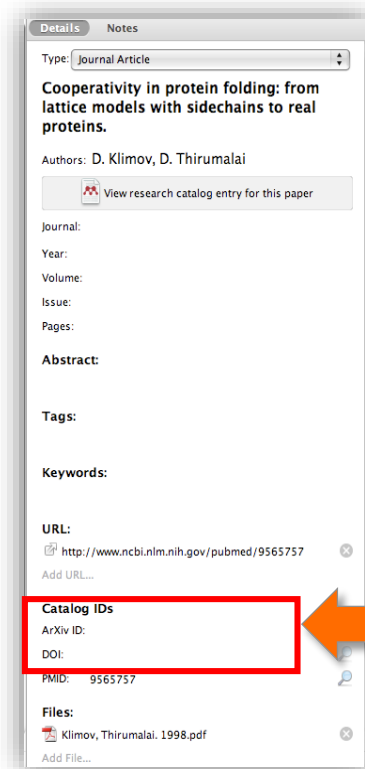 Details Notes
Type: Journal Article
Cooperativity in protein folding: from
lattice models with sidechains to real
proteins.
Authors: D. Klimov, D. Thirumalai
View research catalog entry for this paper
Journal:
Year:
Volume:
Issue:
Pages:
Abstract:
Tags:
Keywords:
URL:
http://www.ncbi.nlm.nih.gov/pubmed/9565757
Add URL...
Catalog IDs
ArXiv ID:
DOI:
PMID: 9565757
Files:
Klimov, Thirumalai. 1998.pdf
Add File...